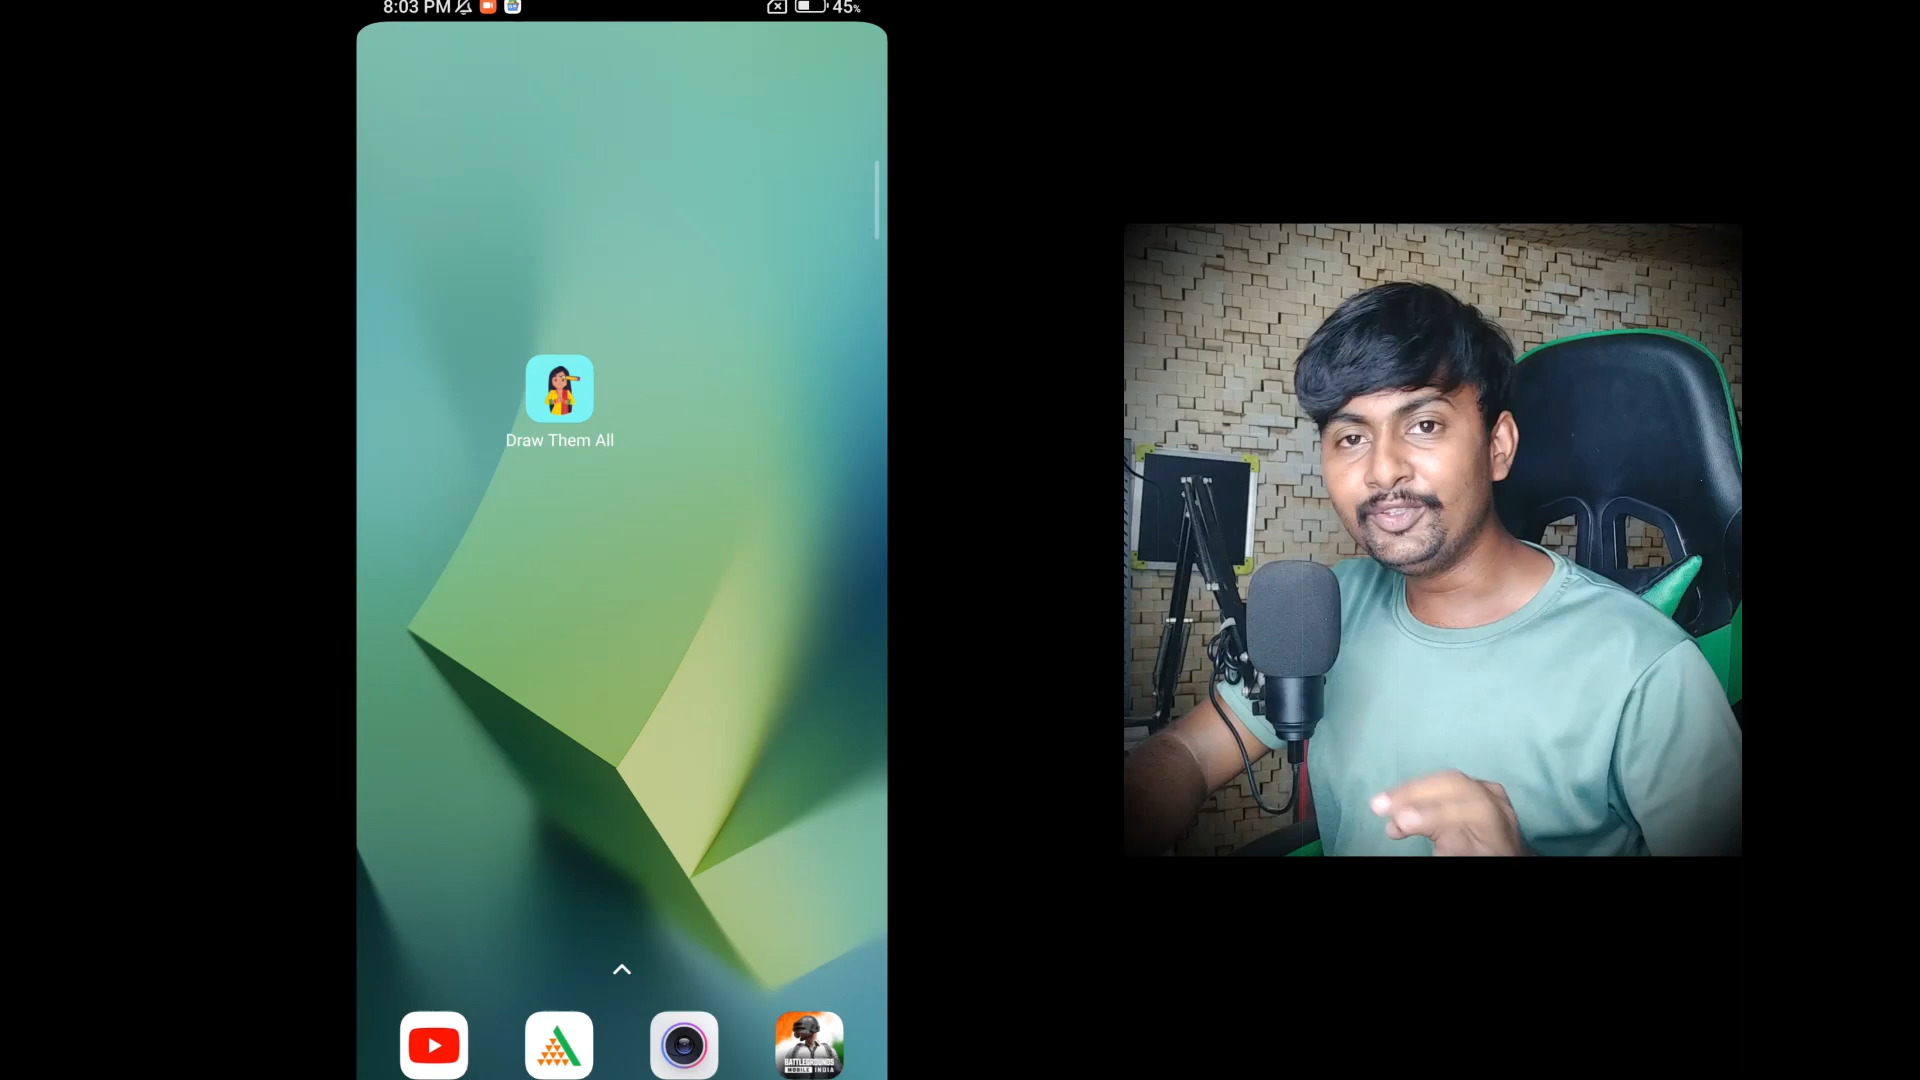 8:03 PM
45%
Draw Them All
BATTLEGROUNDS
MOBILE INDIA